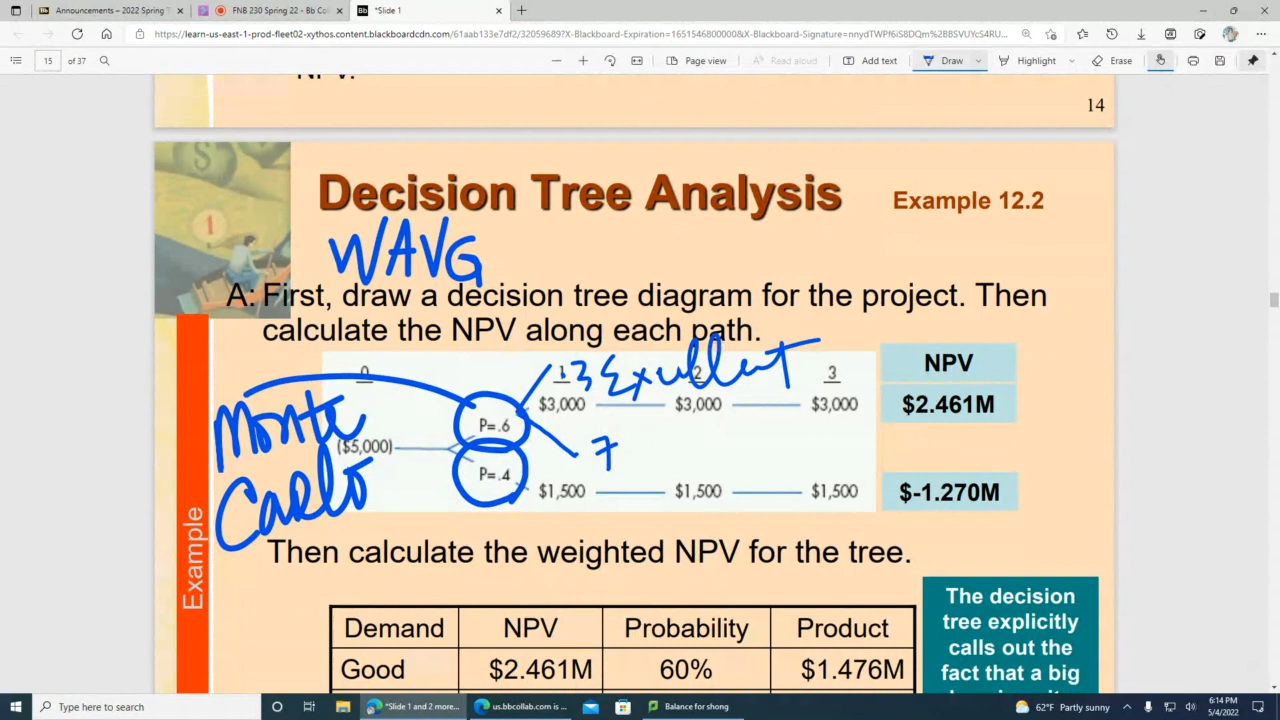 Announcements - 2022 Spring T
FNB 230 Spring 22 - Bb Coll
*Slide 1
https://learn-us-east-1-prod-fleet02-xythos.content.blackboardcdn.com/61aab133e7df2/32059689?X-Blackboard-Expiration=1651546800000&X-Blackboard-Signature=nnydTWPf6iS8DQm%2BBSVUYcS4RU...
15 of 37
Page view
Add text
Read aloud
Draw
Highlight
Erase
NPV.
14
Decision Tree Analysis
Example 12.2
WAVG
A: First, draw a decision tree diagram for the project. Then
calculate the NPV along each path.
0 1 2 3
.3 Exullent
NPV
$3,000 $3,000 $3,000
$2.461M
P=.6
Monte
($5,000)
.7
P=.4
Carlo
$1,500 $1,500 $1,500
$-1.270M
Example
Then calculate the weighted NPV for the tree.
Demand NPV Probability Product
Good $2.461M 60% $1.476M
The decision
tree explicitly
calls out the
fact that a big
Type here to search
*Slide 1 and 2 more...
us.bbcollab.com is ...
Balance for shong
62°F Partly sunny
6:14 PM
5/4/2022